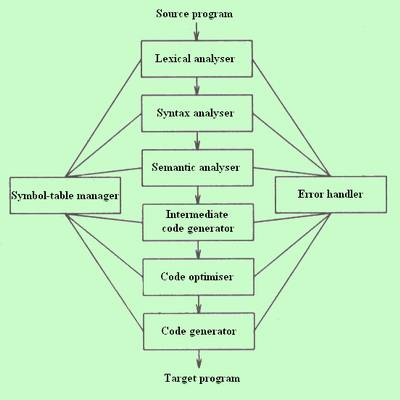 Source program
Lexical analyser
Syntax analyser
Semantic analyser
Symbol-table manager
Error handler
Intermediate
code generator
Code optimiser
Code generator
Target program